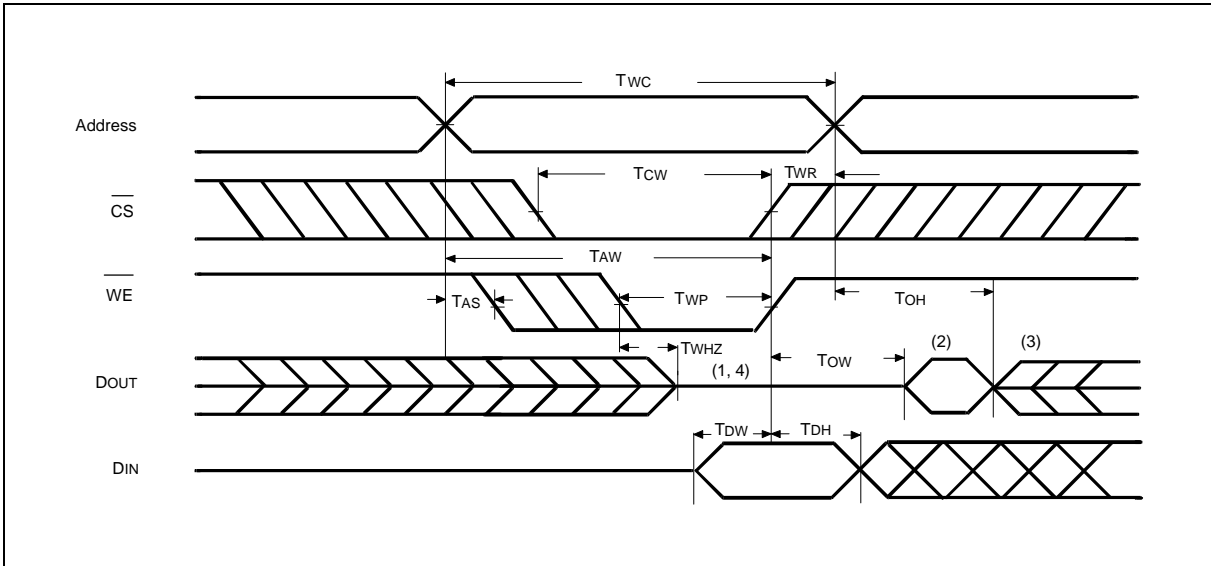 TWC
Address
TCW
TWR
CS
TAW
WE
TAS
TWP
TOH
TWHZ
(2)
(3)
DOUT
(1, 4)
TOW
TDW
TDH
DIN